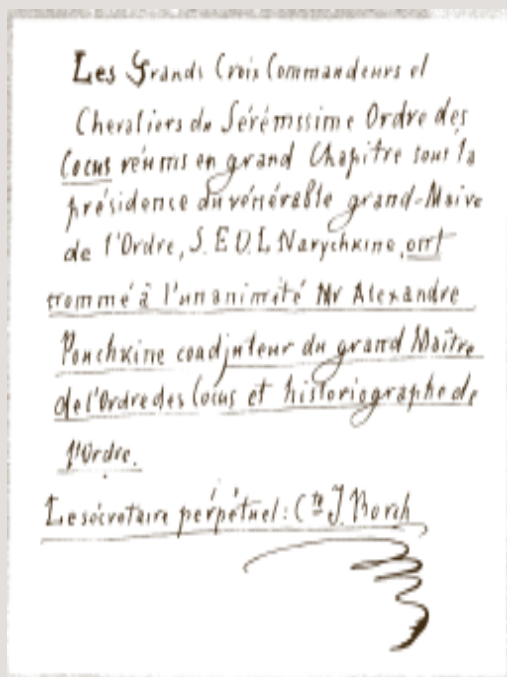 Les Grands Croix Commandeurs et
Chevaliers du Sérénissime Ordre des
Cocus réunis en grand Chapitre sous la
présidence du vénérable grand-Maître
de l'Ordre, S. E. D. L. Narychkine, ont
nommé à l'unanimité Mr Alexandre
Pouchkine coadjuteur du grand Maître
de l'Ordre des Cocus et historiographe de
l'Ordre.
Le sécrétaire perpétuel: Cte J. Borch